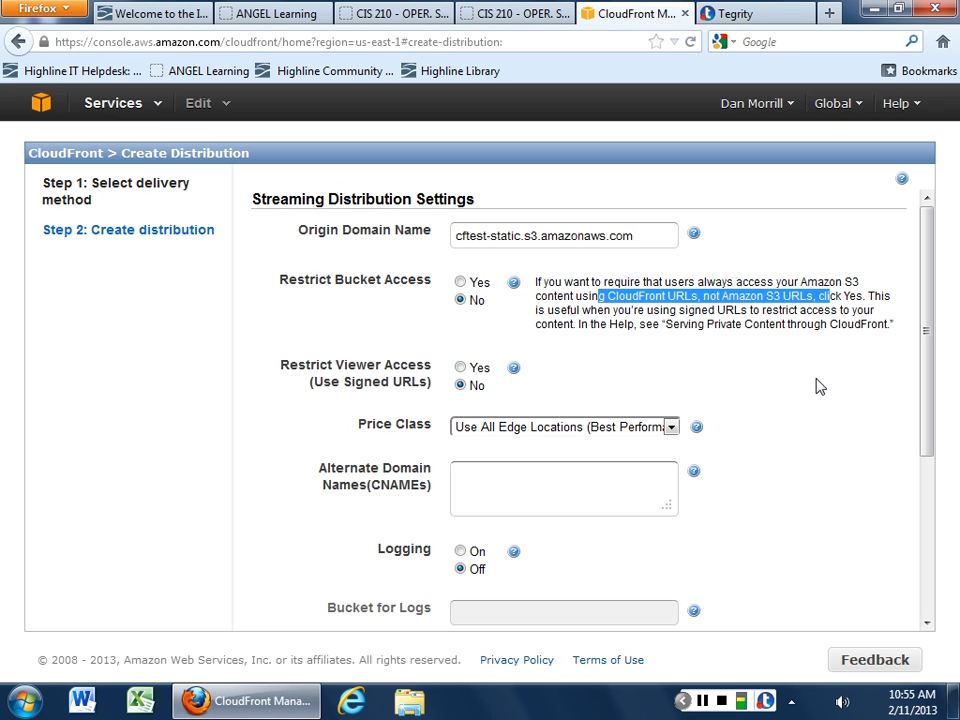 Firefox
Welcome to the I...
ANGEL Learning
CIS 210 - OPER. S...
CIS 210 - OPER. S...
CloudFront M...
Tegrity
https://console.aws.amazon.com/cloudfront/home?region=us-east-1#create-distribution:
Google
Highline IT Helpdesk: ...
ANGEL Learning
Highline Community ...
Highline Library
Bookmarks
Services
Edit
Dan Morrill
Global
Help
CloudFront > Create Distribution
Step 1: Select delivery
method
Step 2: Create distribution
Streaming Distribution Settings
Origin Domain Name
cftest-static.s3.amazonaws.com
Restrict Bucket Access
Yes
No
If you want to require that users always access your Amazon S3
content using CloudFront URLs, not Amazon S3 URLs, click Yes. This
is useful when you're using signed URLs to restrict access to your
content. In the Help, see “Serving Private Content through CloudFront.”
Restrict Viewer Access
(Use Signed URLs)
Yes
No
Price Class
Use All Edge Locations (Best Performa
Alternate Domain
Names(CNAMEs)
Logging
On
Off
Bucket for Logs
© 2008 - 2013, Amazon Web Services, Inc. or its affiliates. All rights reserved.
Privacy Policy
Terms of Use
Feedback
CloudFront Mana...
10:55 AM
2/11/2013